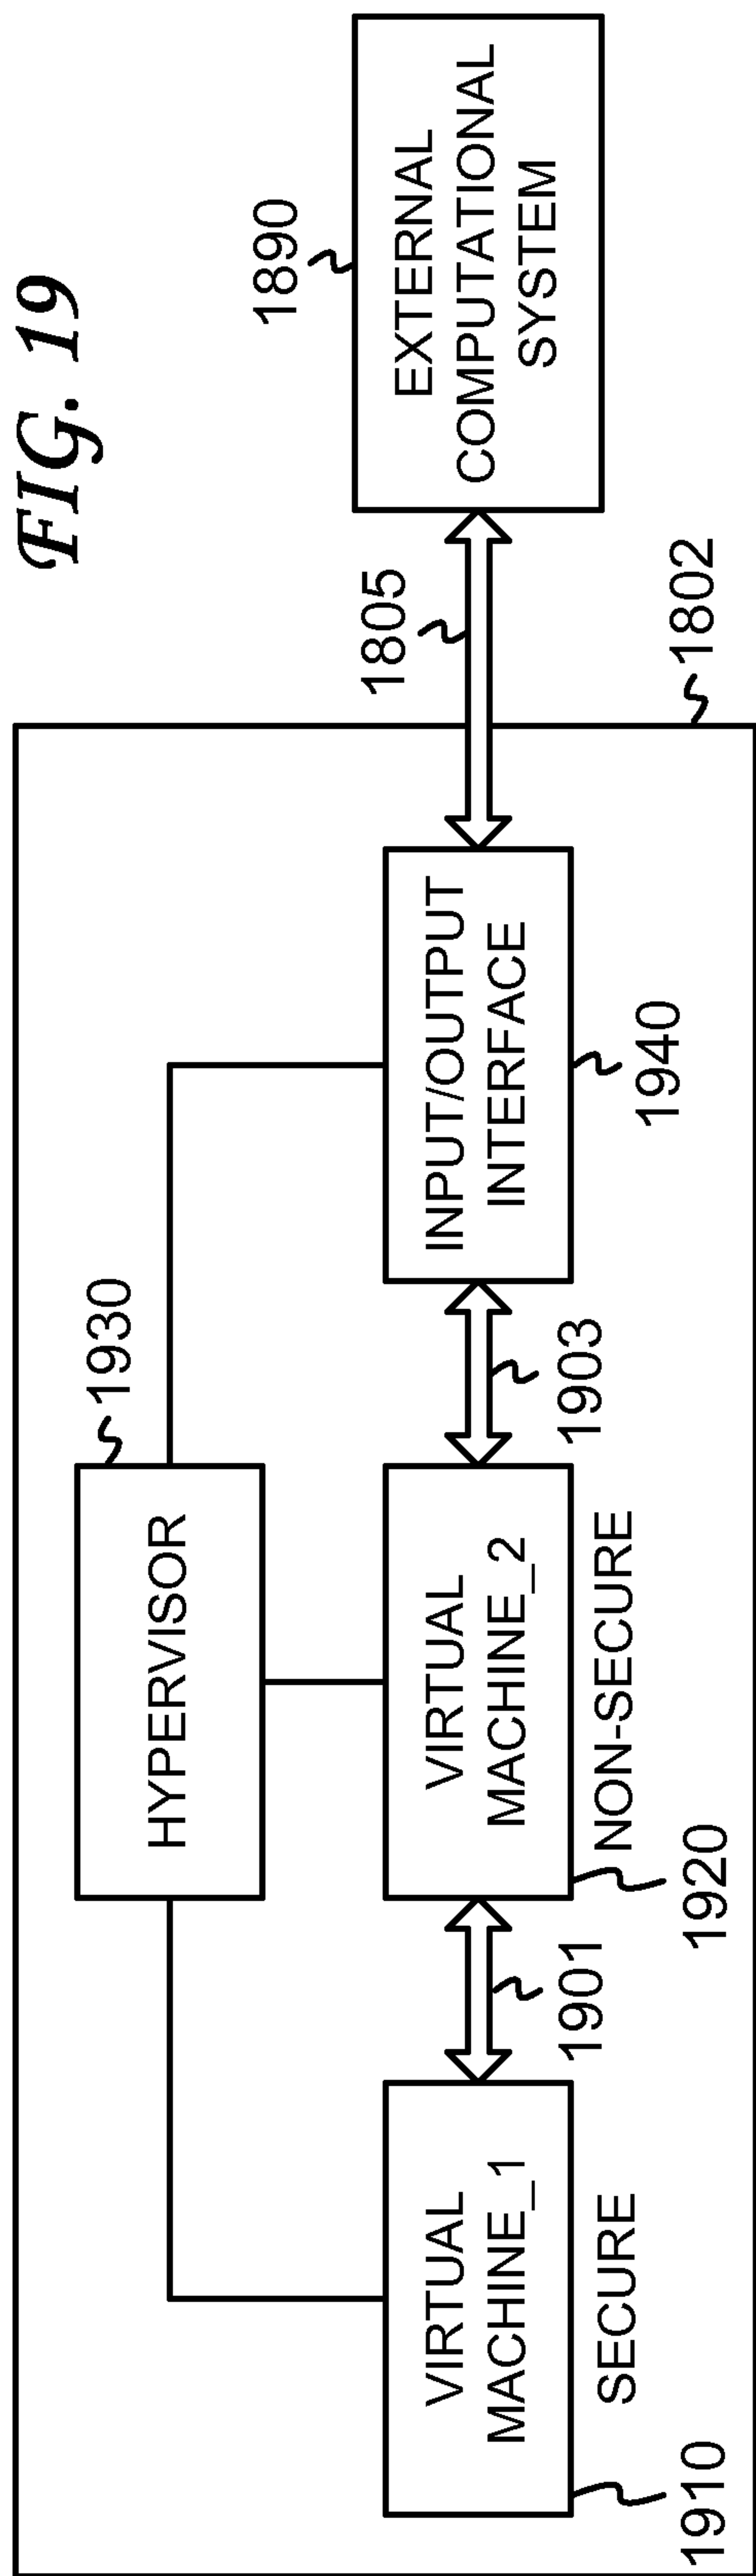 FIG. 19
1930
HYPERVISOR
1890
EXTERNAL
COMPUTATIONAL
SYSTEM
1805
1802
VIRTUAL
MACHINE_1
SECURE
1910
1901
VIRTUAL
MACHINE_2
NON-SECURE
1920
1903
INPUT/OUTPUT
INTERFACE
1940